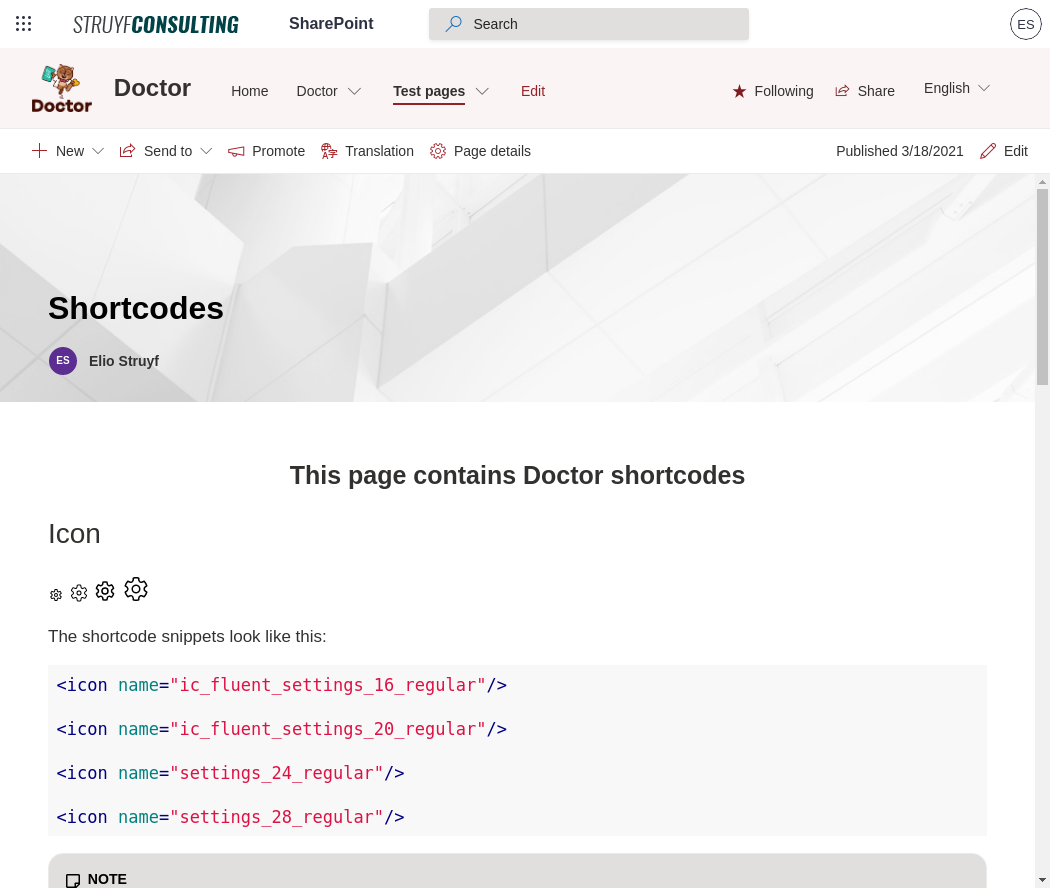 STRUYFCONSULTING SharePoint Search ES
Doctor Doctor Home Doctor Test pages Edit Following Share English
New Send to Promote Translation Page details Published 3/18/2021 Edit
Shortcodes
ES Elio Struyf
This page contains Doctor shortcodes
Icon
The shortcode snippets look like this:
<icon name="ic_fluent_settings_16_regular"/>
<icon name="ic_fluent_settings_20_regular"/>
<icon name="settings_24_regular"/>
<icon name="settings_28_regular"/>
NOTE